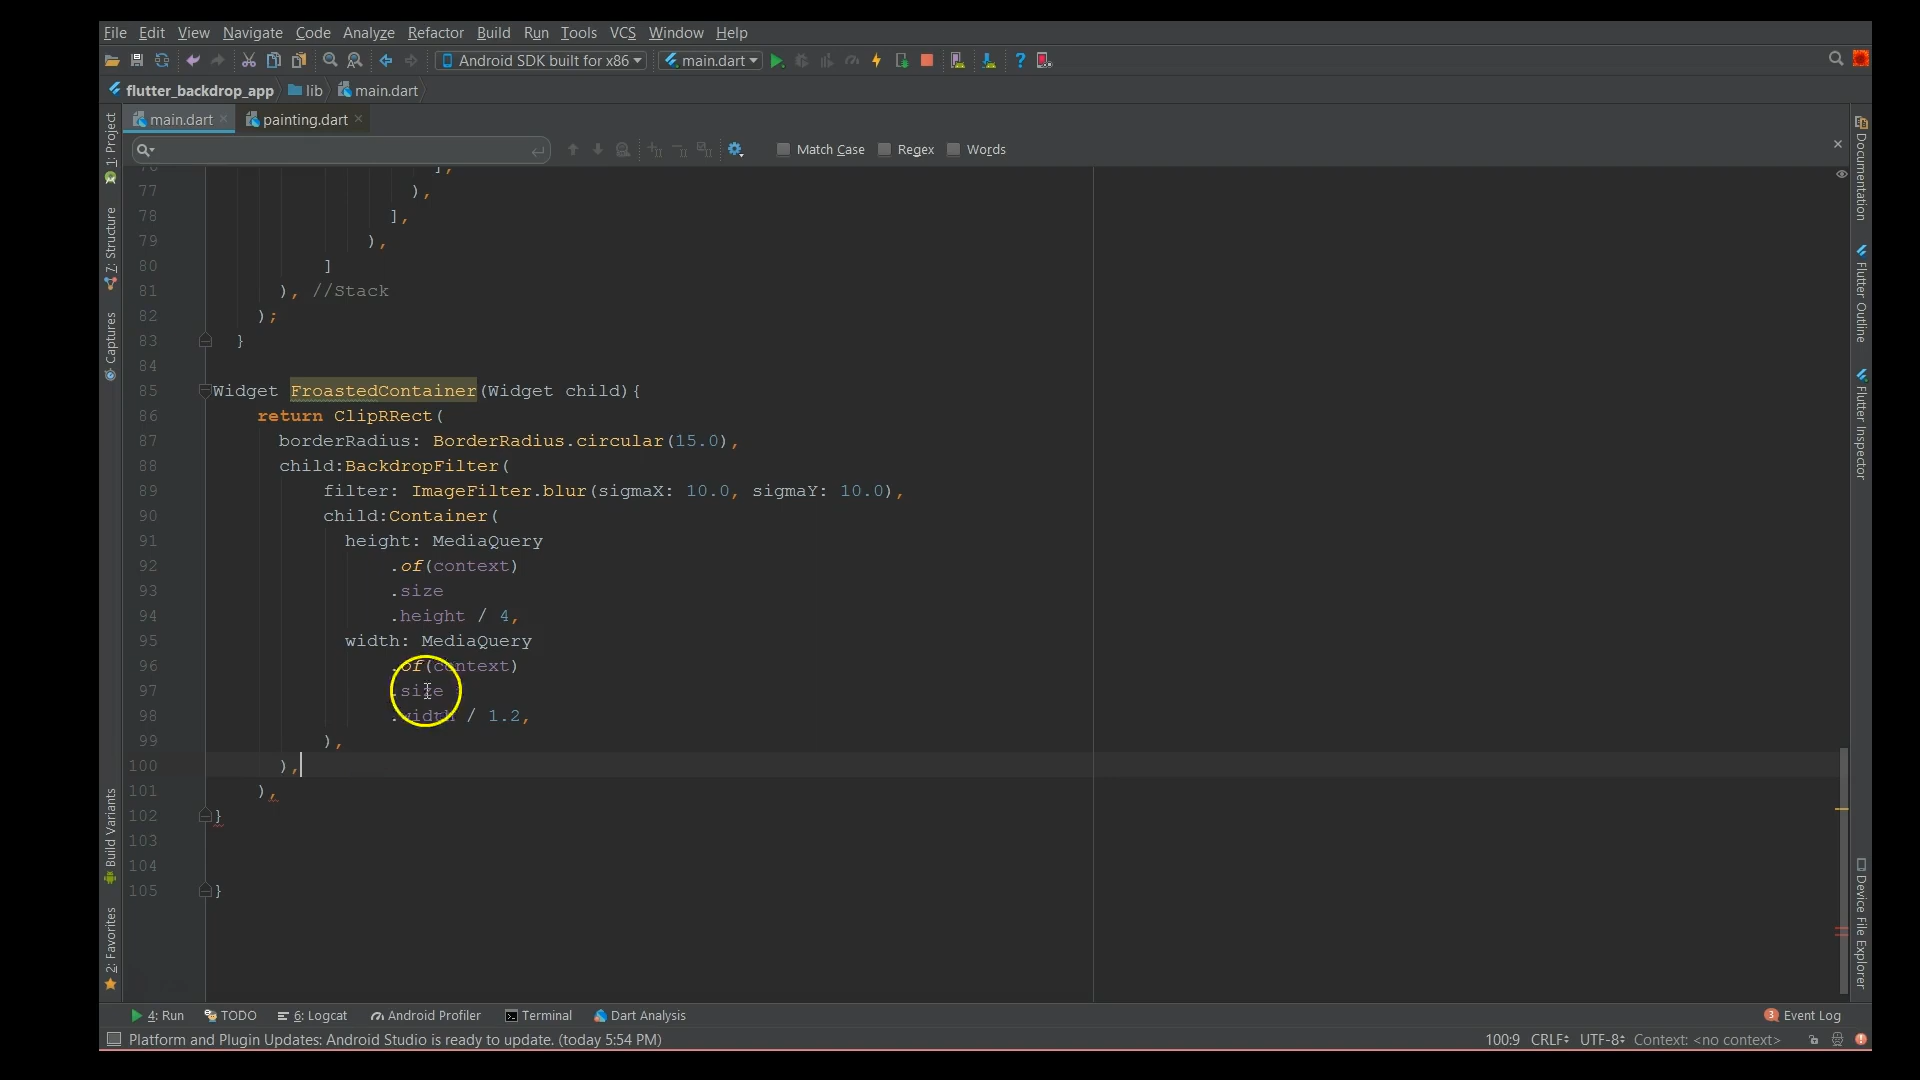 File Edit View Navigate Code Analyze Refactor Build Run Tools VCS Window Help
Android SDK built for x86 main.dart
flutter_backdrop_app lib main.dart
main.dart painting.dart
Match Case Regex Words
76 ],
77 ),
78 ],
79 ),
80 ]
81 ), //Stack
82 );
83 }
84
85 Widget FroastedContainer(Widget child){
86 return ClipRRect(
87 borderRadius: BorderRadius.circular(15.0),
88 child:BackdropFilter(
89 filter: ImageFilter.blur(sigmaX: 10.0, sigmaY: 10.0),
90 child:Container(
91 height: MediaQuery
92 .of(context)
93 .size
94 .height / 4,
95 width: MediaQuery
96 .of(context)
97 .size
98 .width / 1.2,
99 ),
100 ),
101 ),
102 }
103
104
105 }
1: Project
7: Structure
Captures
Build Variants
2: Favorites
Documentation
Flutter Outline
Flutter Inspector
Device File Explorer
4: Run TODO 6: Logcat Android Profiler Terminal Dart Analysis 3 Event Log
Platform and Plugin Updates: Android Studio is ready to update. (today 5:54 PM) 100:9 CRLF UTF-8 Context: <no context>